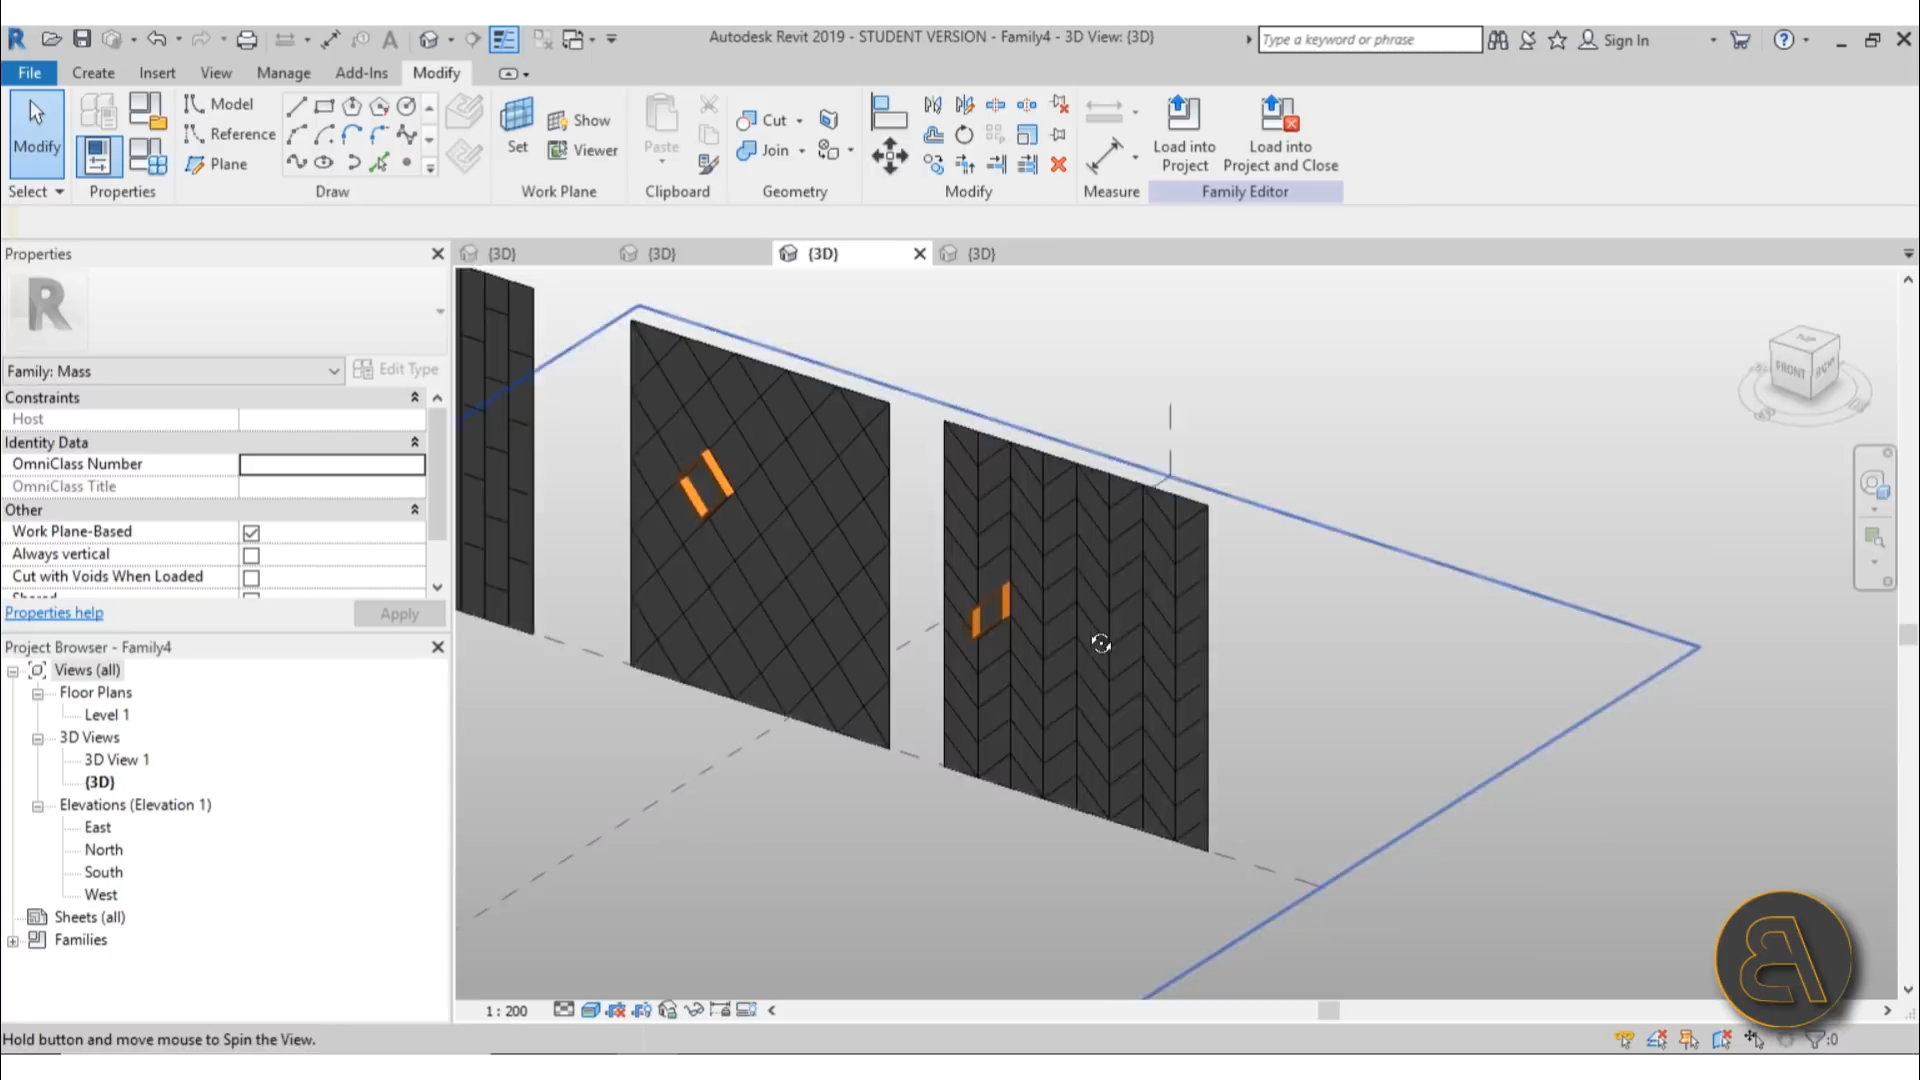 Autodesk Revit 2019 - STUDENT VERSION - Family4 - 3D View: {3D}
Type a keyword or phrase
Sign In
File Create Insert View Manage Add-Ins Modify
Modify
Model
Reference
Plane
Set
Show
Viewer
Paste
Cut
Join
Load into
Project
Load into
Project and Close
Select Properties Draw Work Plane Clipboard Geometry Modify Measure Family Editor
Properties
{3D} {3D} {3D} {3D}
Family: Mass
Edit Type
Constraints
Host
Identity Data
OmniClass Number
OmniClass Title
Other
Work Plane-Based
Always vertical
Cut with Voids When Loaded
Shared
Properties help
Apply
Project Browser - Family4
Views (all)
Floor Plans
Level 1
3D Views
3D View 1
{3D}
Elevations (Elevation 1)
East
North
South
West
Sheets (all)
Families
FRONT
RIGHT
TOP
1 : 200
Hold button and move mouse to Spin the View.
:0